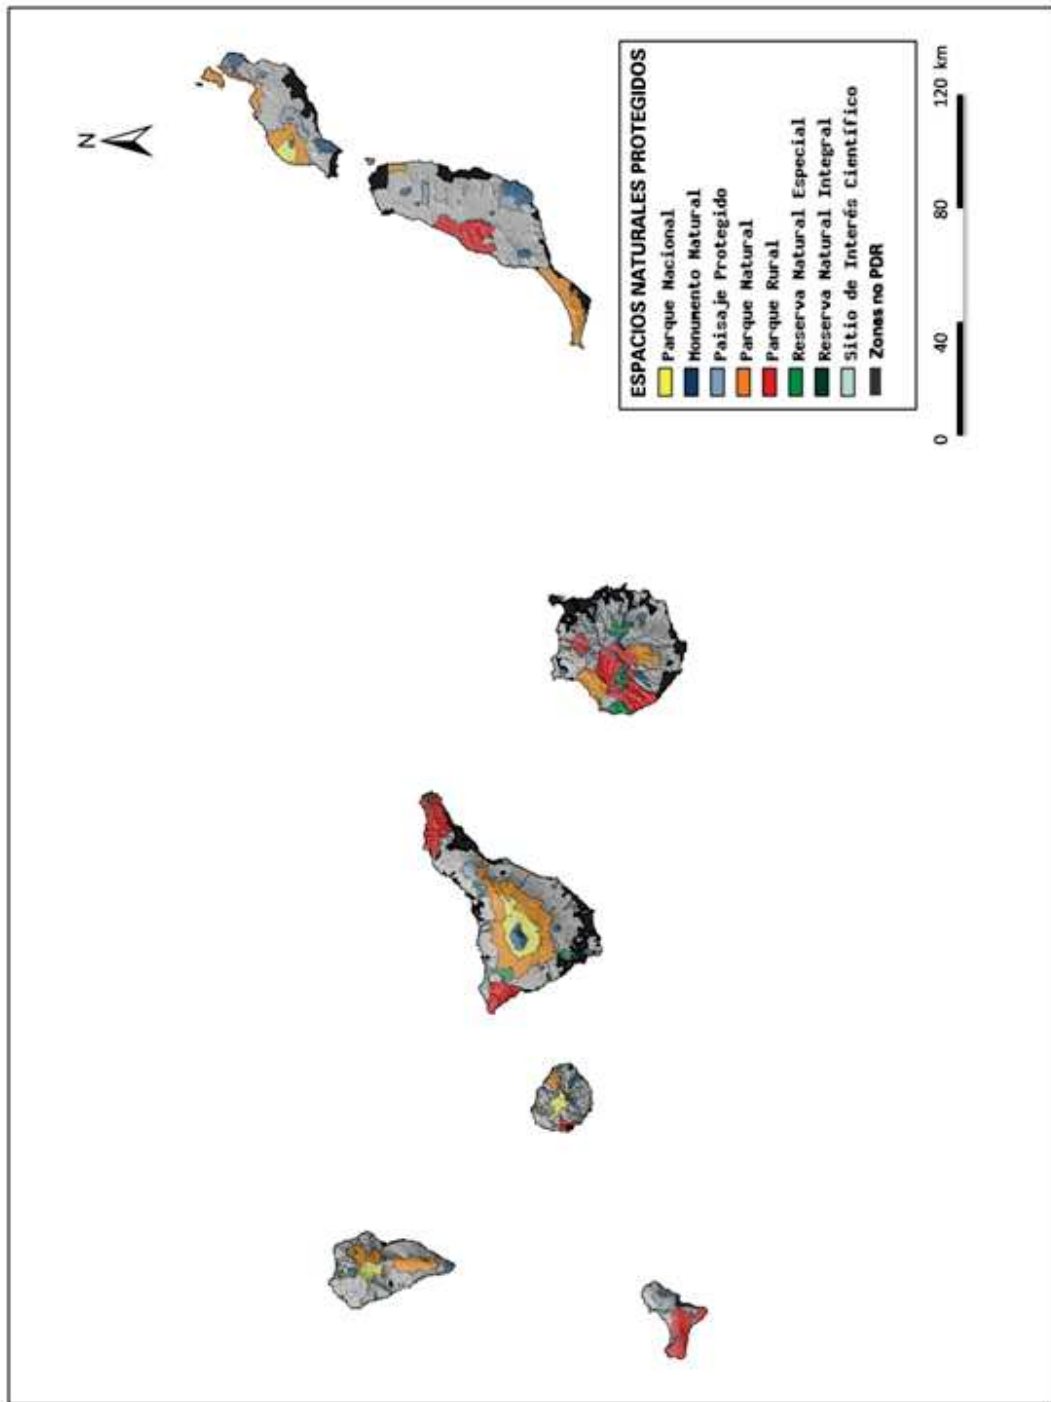 N
ESPACIOS NATURALES PROTEGIDOS
Parque Nacional
Monumento Natural
Paisaje Protegido
Parque Natural
Parque Rural
Reserva Natural Especial
Reserva Natural Integral
Sitio de Interés Científico
Zonas no PDR
0 40 80 120 km